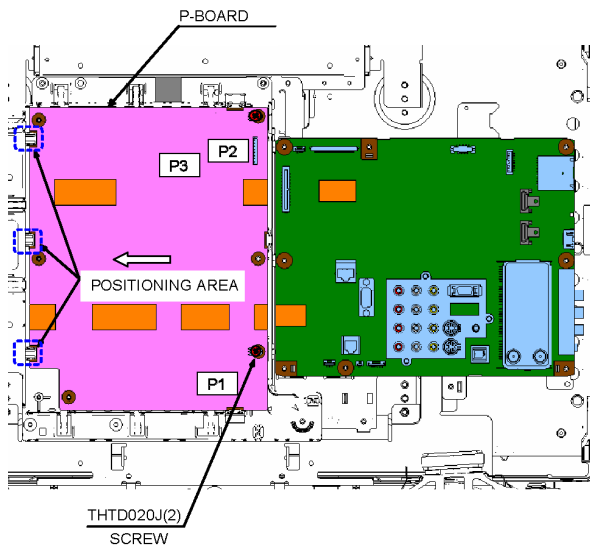 P-BOARD
P2
P3
POSITIONING AREA
P1
THTD020J(2)
SCREW